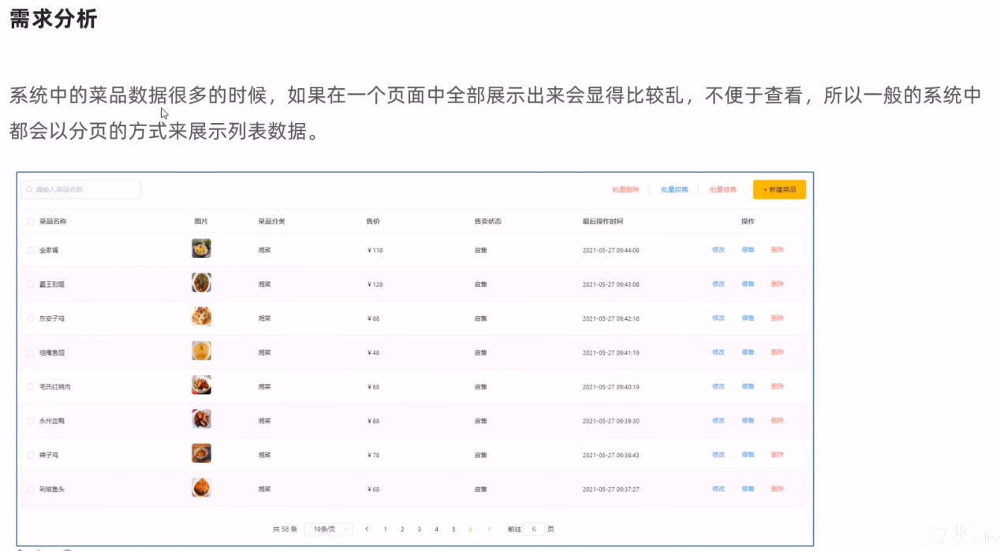 需求分析
系统中的菜品数据很多的时候，如果在一个页面中全部展示出来会显得比较乱，不便于查看，所以一般的系统中
都会以分页的方式来展示列表数据。
请输入菜品名称 批量删除 批量启售 批量停售 + 新建菜品
菜品名称 图片 菜品分类 售价 售卖状态 最后操作时间 操作
全家福 湘菜 ￥118 启售 2021-05-27 09:44:08 修改 停售 删除
霸王别姬 湘菜 ￥128 启售 2021-05-27 09:43:08 修改 停售 删除
东安子鸡 湘菜 ￥88 启售 2021-05-27 09:42:16 修改 停售 删除
组庵鱼翅 湘菜 ￥48 启售 2021-05-27 09:41:19 修改 停售 删除
毛氏红烧肉 湘菜 ￥68 启售 2021-05-27 09:40:19 修改 停售 删除
永州血鸭 湘菜 ￥88 启售 2021-05-27 09:39:30 修改 停售 删除
辣子鸡 湘菜 ￥78 启售 2021-05-27 09:38:43 修改 停售 删除
剁椒鱼头 湘菜 ￥68 启售 2021-05-27 09:37:27 修改 停售 删除
共 58 条 10条/页 1 2 3 4 5 6 前往 6 页